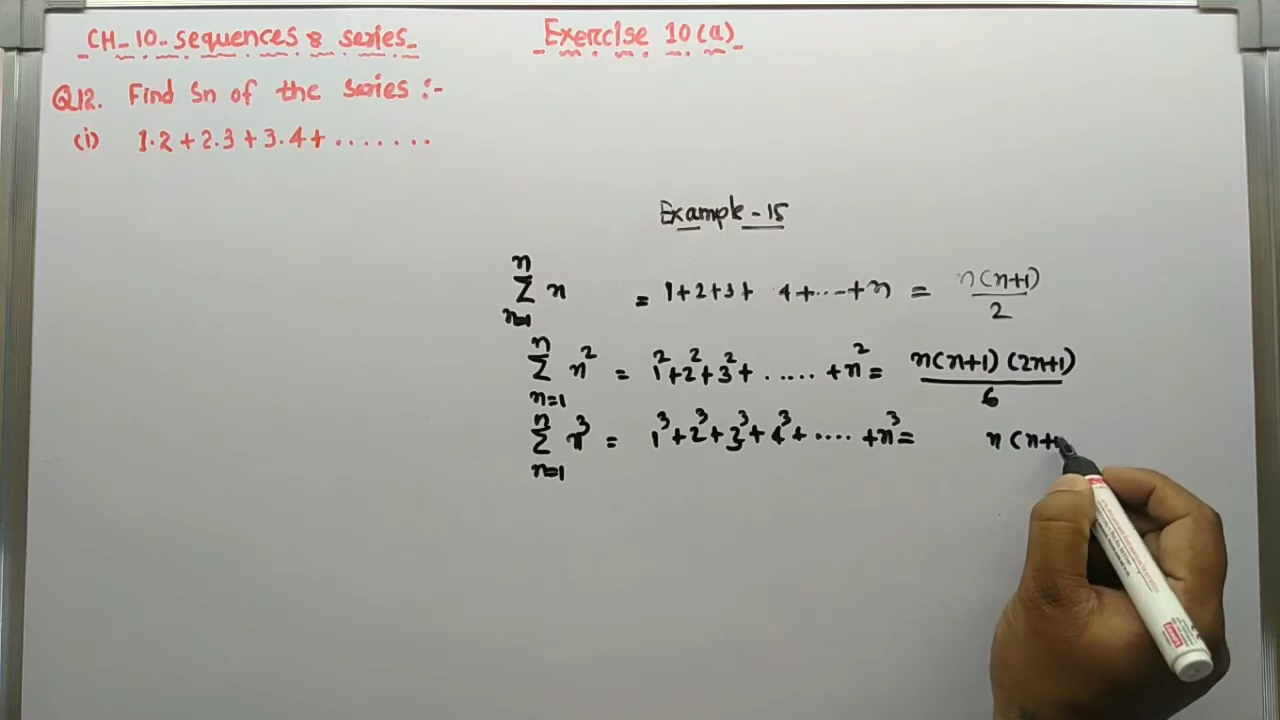 CH-10-sequences & series
Exercise 10(a)
Q12. Find Sn of the series :-
(i) 1.2 + 2.3 + 3.4 + .......
Example-15
n
Σ n = 1+2+3+ 4+...+n = n(n+1)/2
n=1
n
Σ n² = 1²+2²+3²+ ..... +n² = n(n+1)(2n+1)/6
n=1
n
Σ n³ = 1³+2³+3³+4³+ .... +n³ = n(n+1
n=1